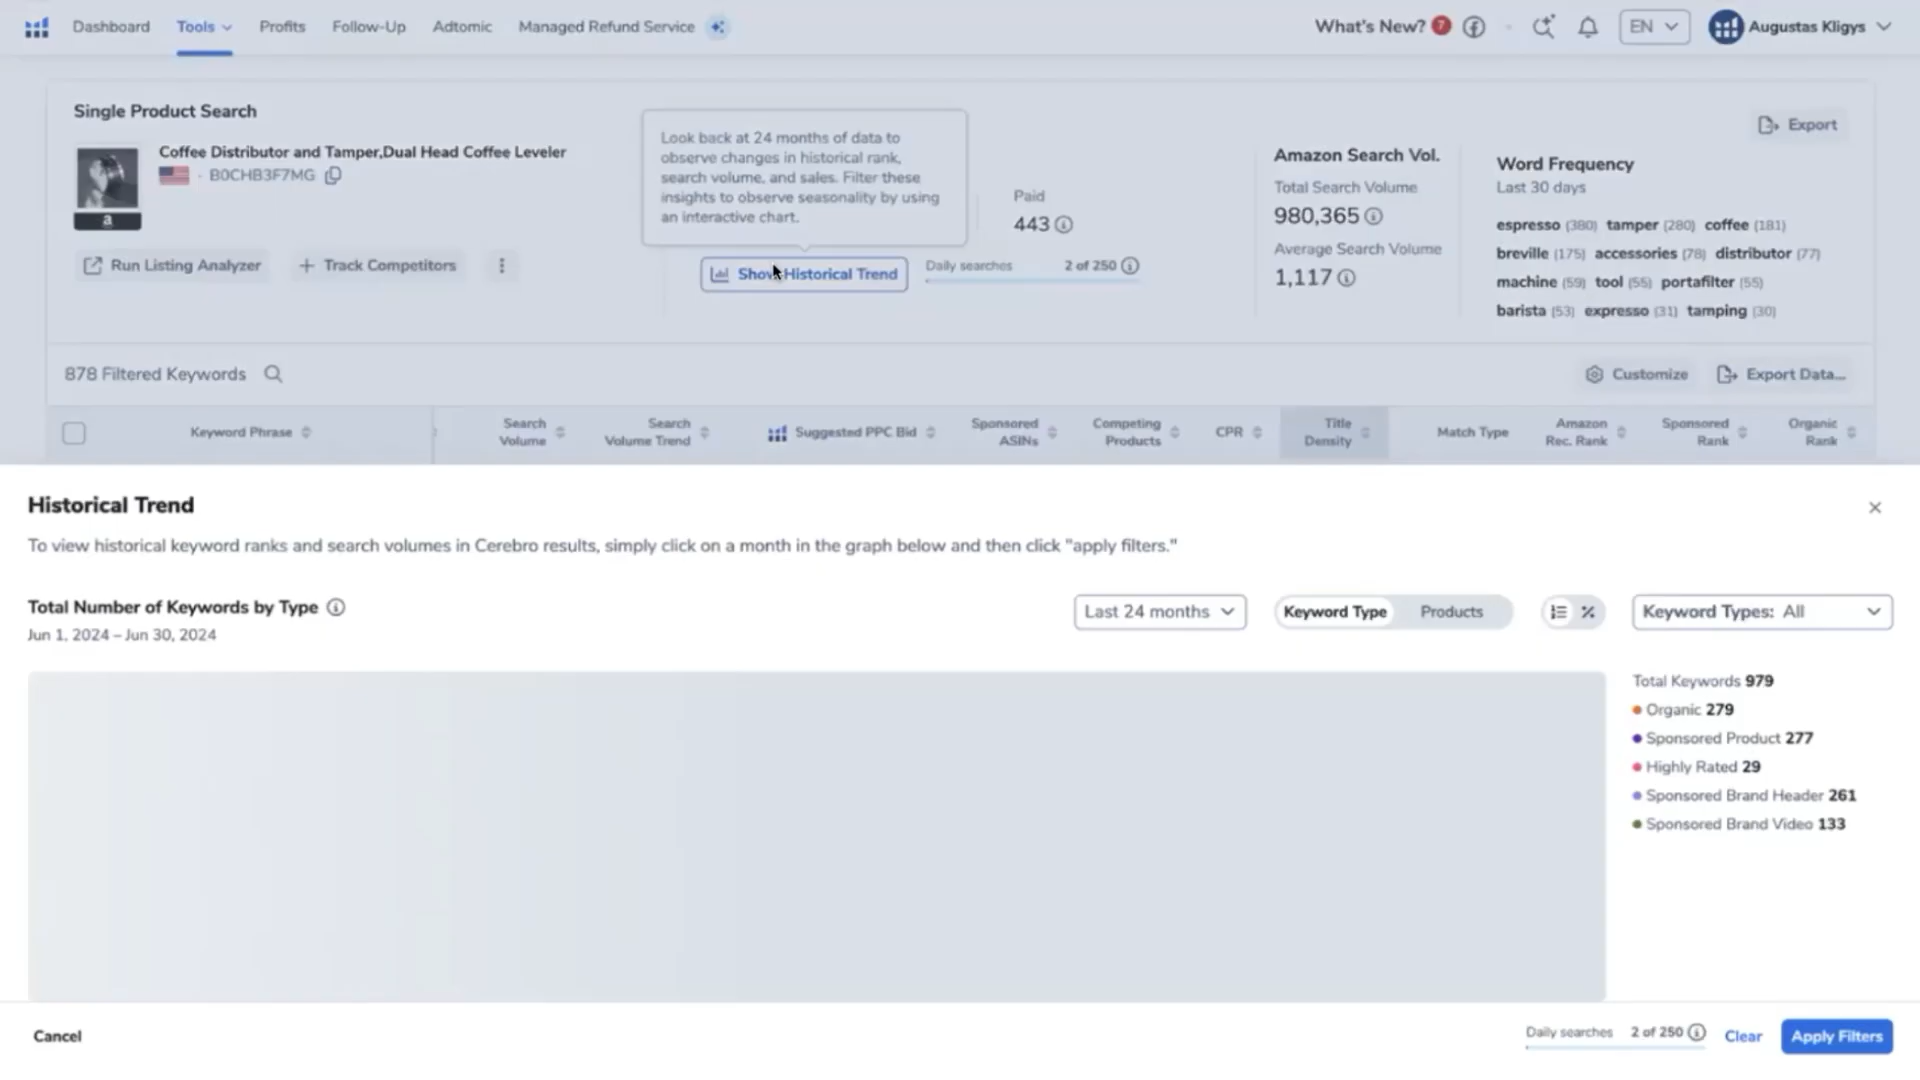 Dashboard Tools Profits Follow-Up Adtomic Managed Refund Service What's New? 7 EN Augustas Kligys
Single Product Search
Coffee Distributor and Tamper,Dual Head Coffee Leveler
B0CHB3F7MG
a
Run Listing Analyzer
+ Track Competitors
Look back at 24 months of data to
observe changes in historical rank,
search volume, and sales. Filter these
insights to observe seasonality by using
an interactive chart.
Show Historical Trend
Paid
443
Daily searches 2 of 250
Amazon Search Vol.
Total Search Volume
980,365
Average Search Volume
1,117
Export
Word Frequency
Last 30 days
espresso (380) tamper (280) coffee (181)
breville (175) accessories (78) distributor (77)
machine (59) tool (55) portafilter (55)
barista (53) expresso (31) tamping (30)
878 Filtered Keywords
Customize
Export Data...
Keyword Phrase
Search
Volume
Search
Volume Trend
Suggested PPC Bid
Sponsored
ASINs
Competing
Products
CPR
Title
Density
Match Type
Amazon
Rec. Rank
Sponsored
Rank
Organic
Rank
Historical Trend
To view historical keyword ranks and search volumes in Cerebro results, simply click on a month in the graph below and then click "apply filters."
Total Number of Keywords by Type
Jun 1, 2024 – Jun 30, 2024
Last 24 months
Keyword Type
Products
Keyword Types: All
Total Keywords 979
Organic 279
Sponsored Product 277
Highly Rated 29
Sponsored Brand Header 261
Sponsored Brand Video 133
Cancel
Daily searches 2 of 250
Clear
Apply Filters